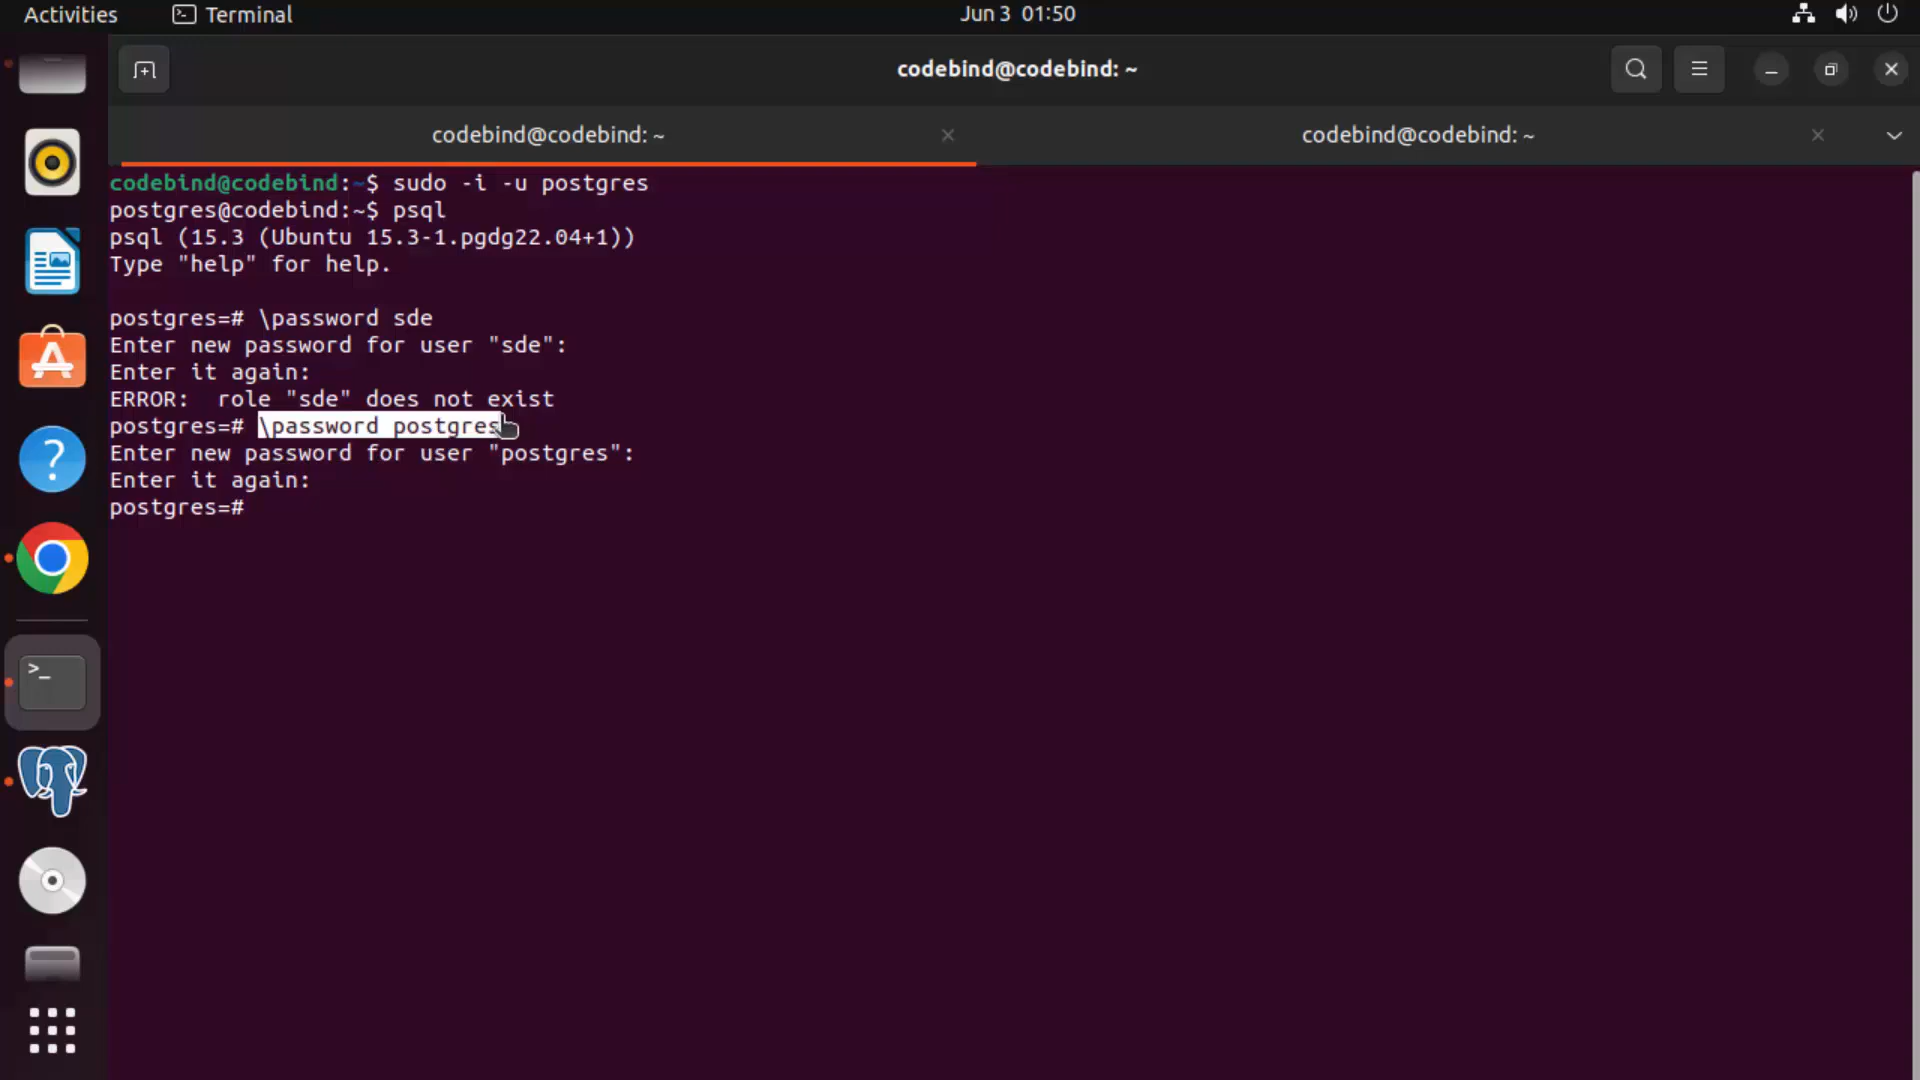 Activities
Terminal
Jun 3 01:50
codebind@codebind: ~
codebind@codebind: ~
codebind@codebind: ~
codebind@codebind:~$ sudo -i -u postgres
postgres@codebind:~$ psql
psql (15.3 (Ubuntu 15.3-1.pgdg22.04+1))
Type "help" for help.
postgres=# \password sde
Enter new password for user "sde":
Enter it again:
ERROR:  role "sde" does not exist
postgres=# \password postgres
Enter new password for user "postgres":
Enter it again:
postgres=#